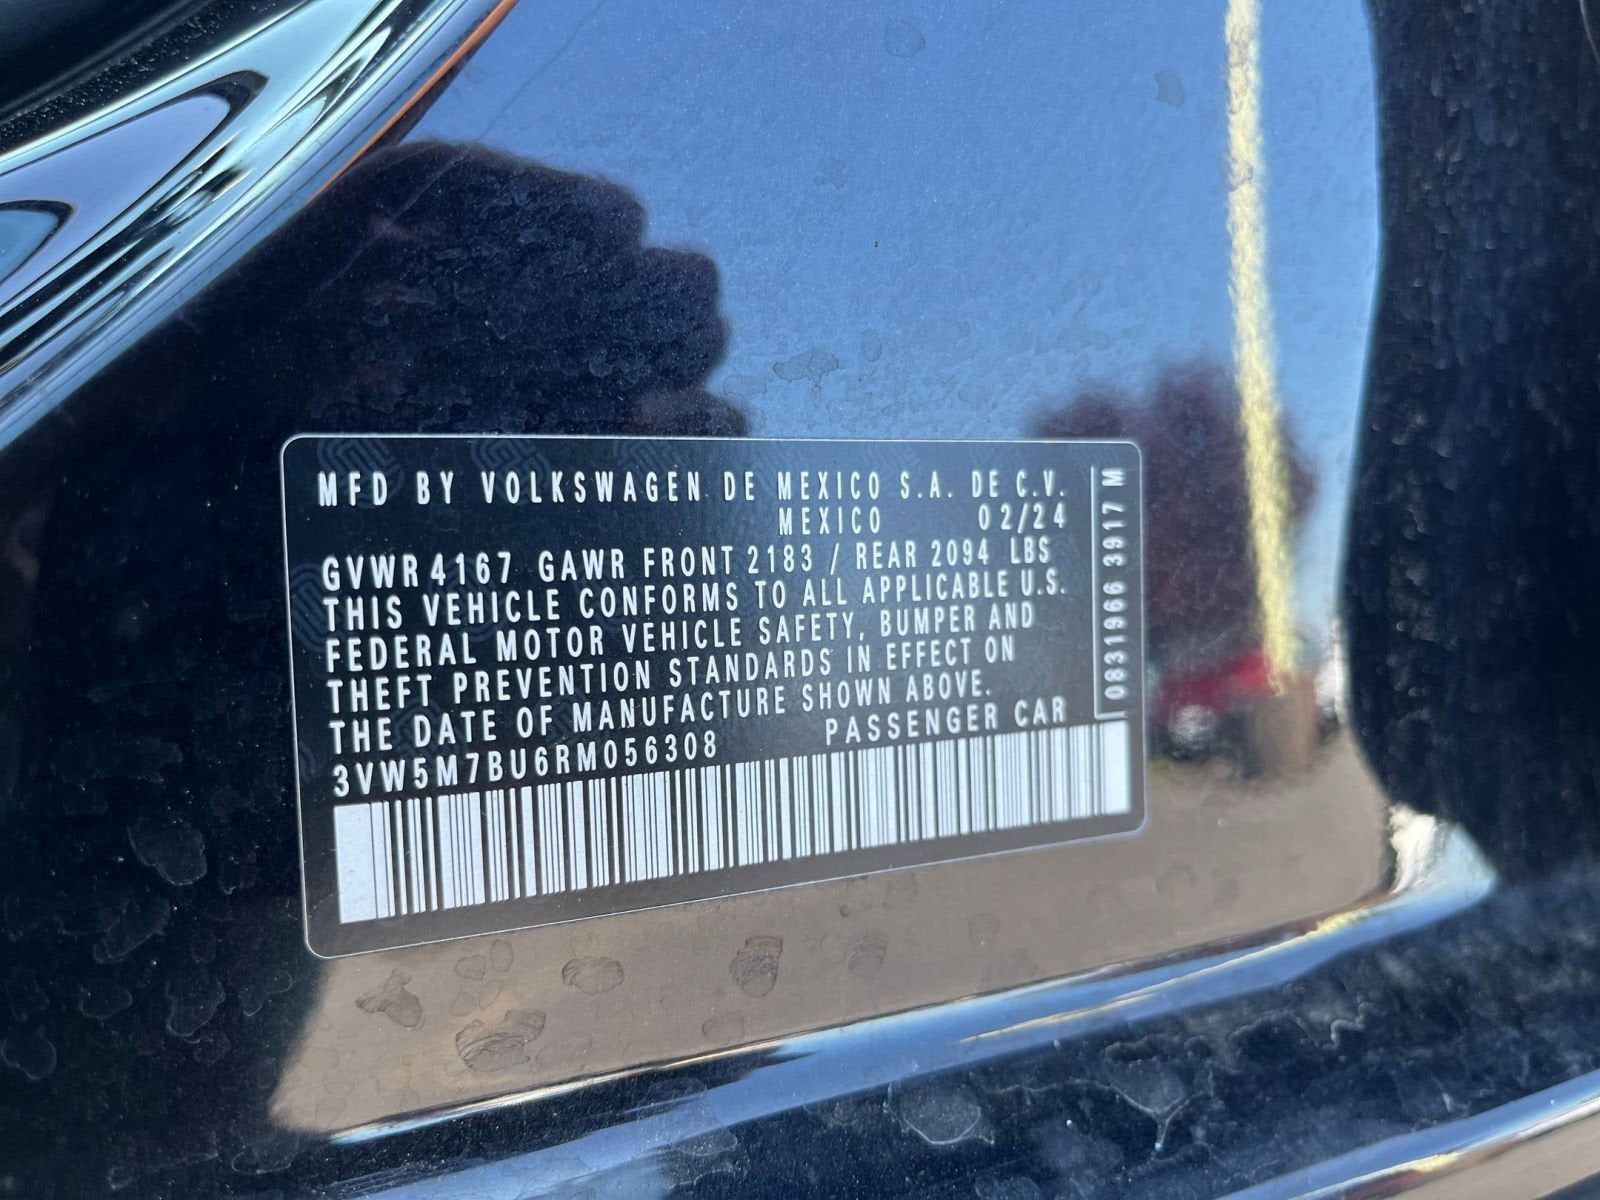 MFD BY VOLKSWAGEN DE MEXICO S.A. DE C.V.
MEXICO 02/24
GVWR 4167 GAWR FRONT 2183 / REAR 2094 LBS
THIS VEHICLE CONFORMS TO ALL APPLICABLE U.S.
FEDERAL MOTOR VEHICLE SAFETY, BUMPER AND
THEFT PREVENTION STANDARDS IN EFFECT ON
THE DATE OF MANUFACTURE SHOWN ABOVE.
3VW5M7BU6RM056308 PASSENGER CAR
0831966 3917 M